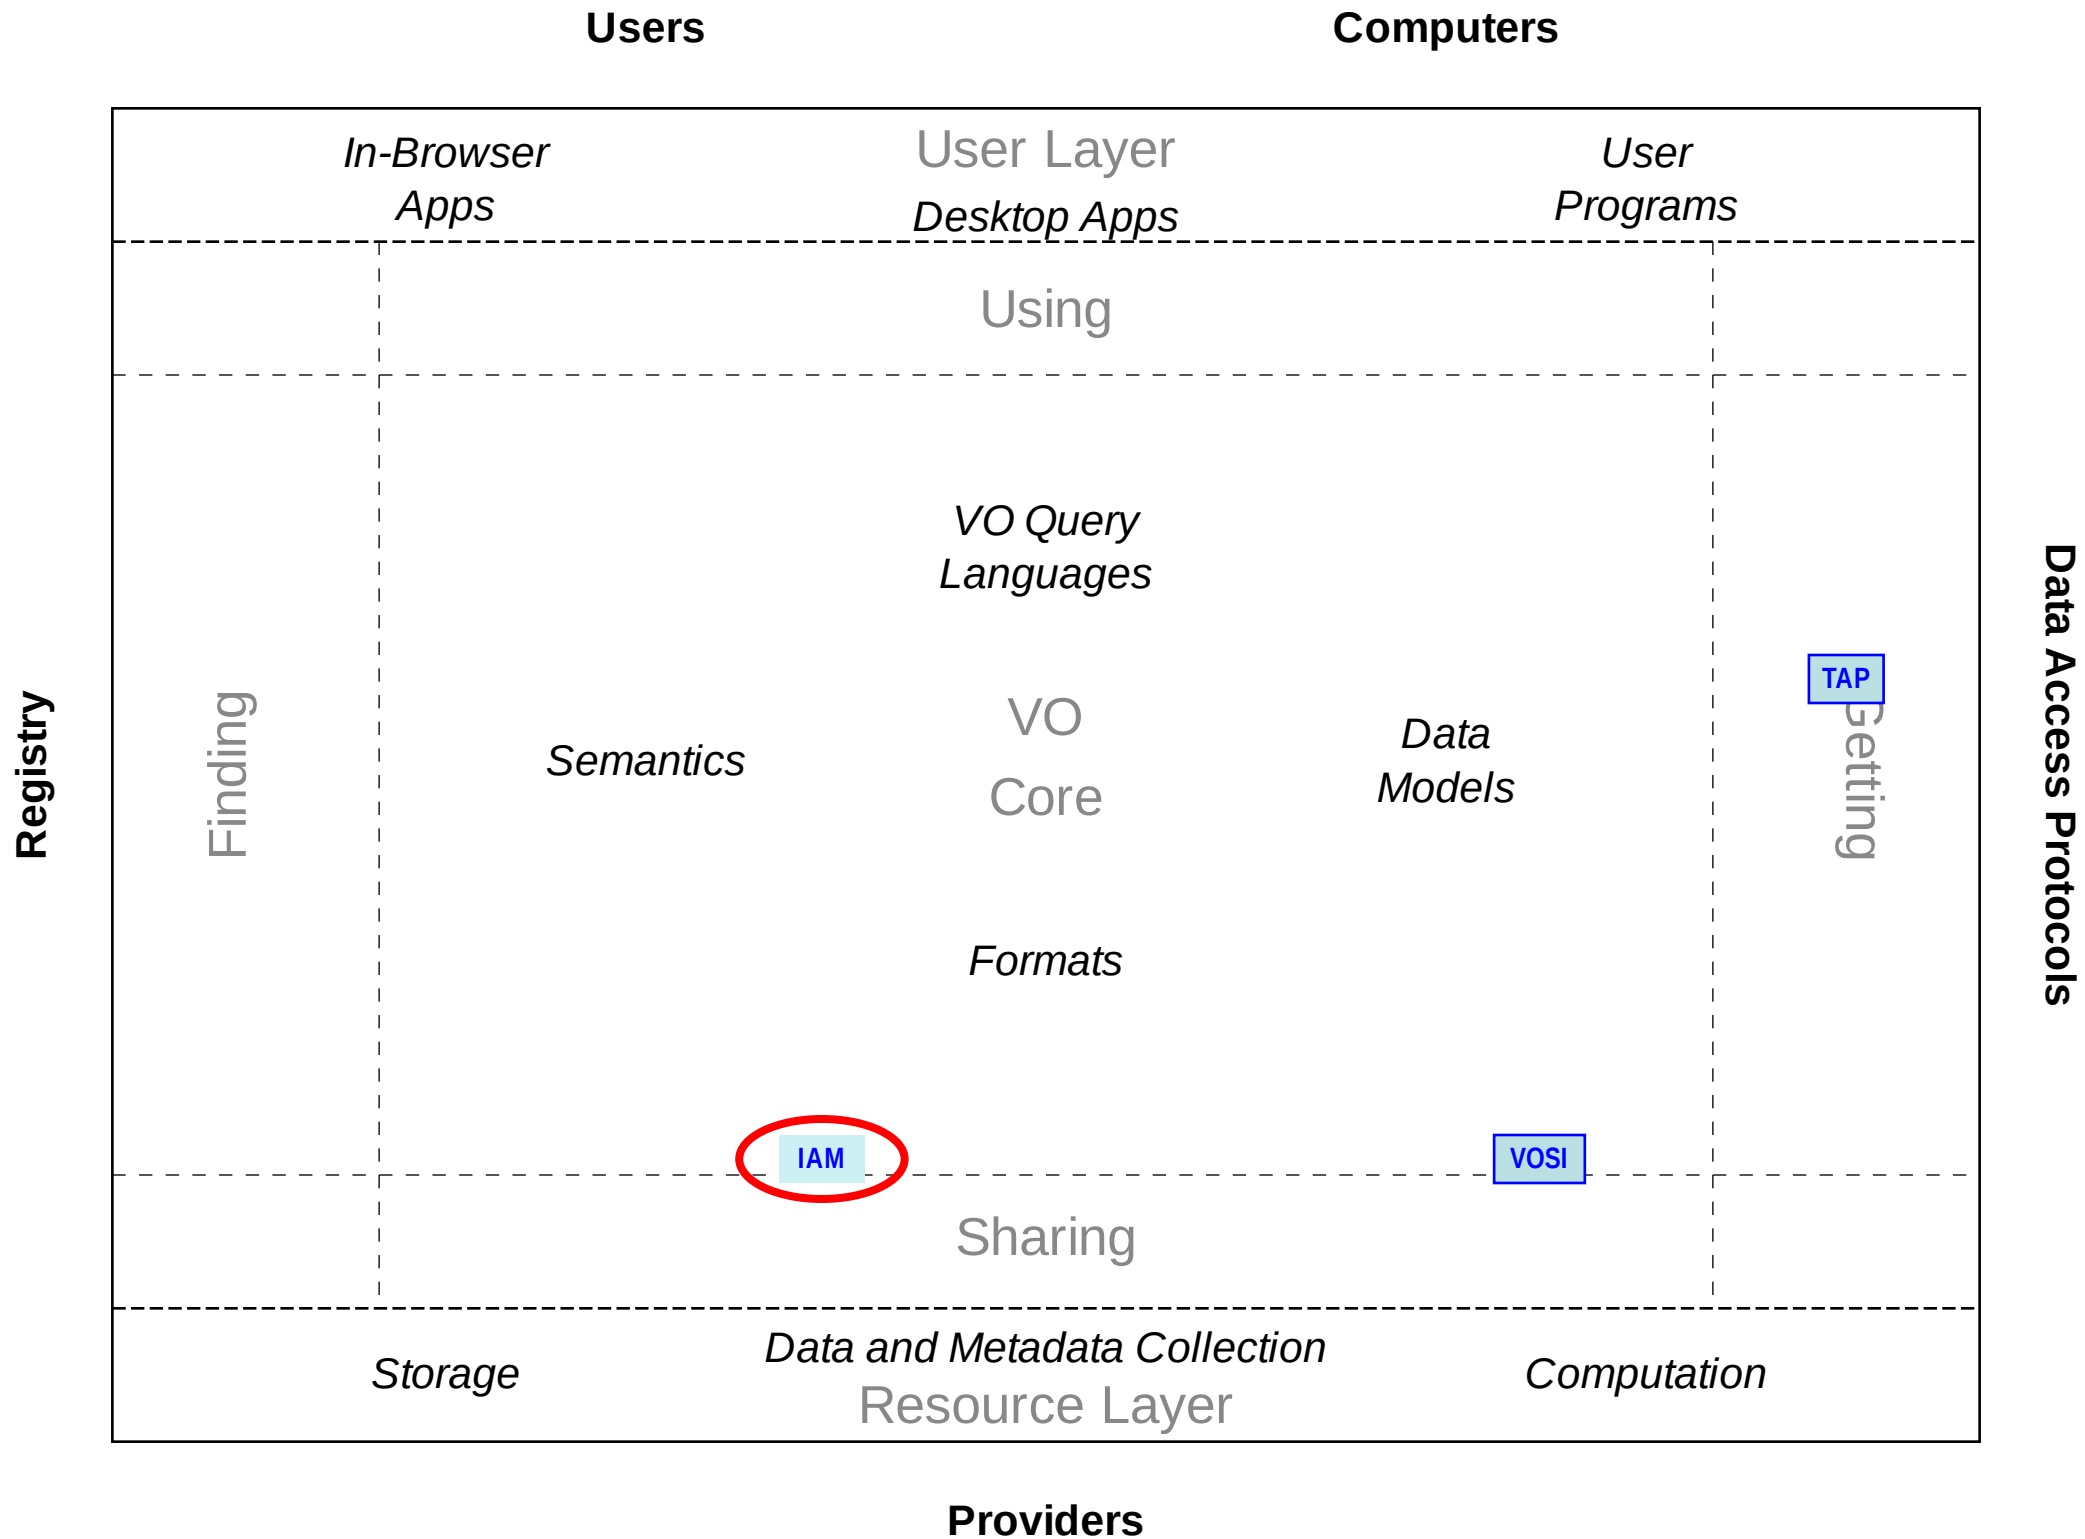 Users
Computers
In-Browser
Apps
User Layer
Desktop Apps
User
Programs
Using
VO Query
Languages
Registry
Finding
Semantics
VO
Core
Data
Models
TAP
Getting
Data Access Protocols
Formats
IAM
VOSI
Sharing
Storage
Data and Metadata Collection
Resource Layer
Computation
Providers